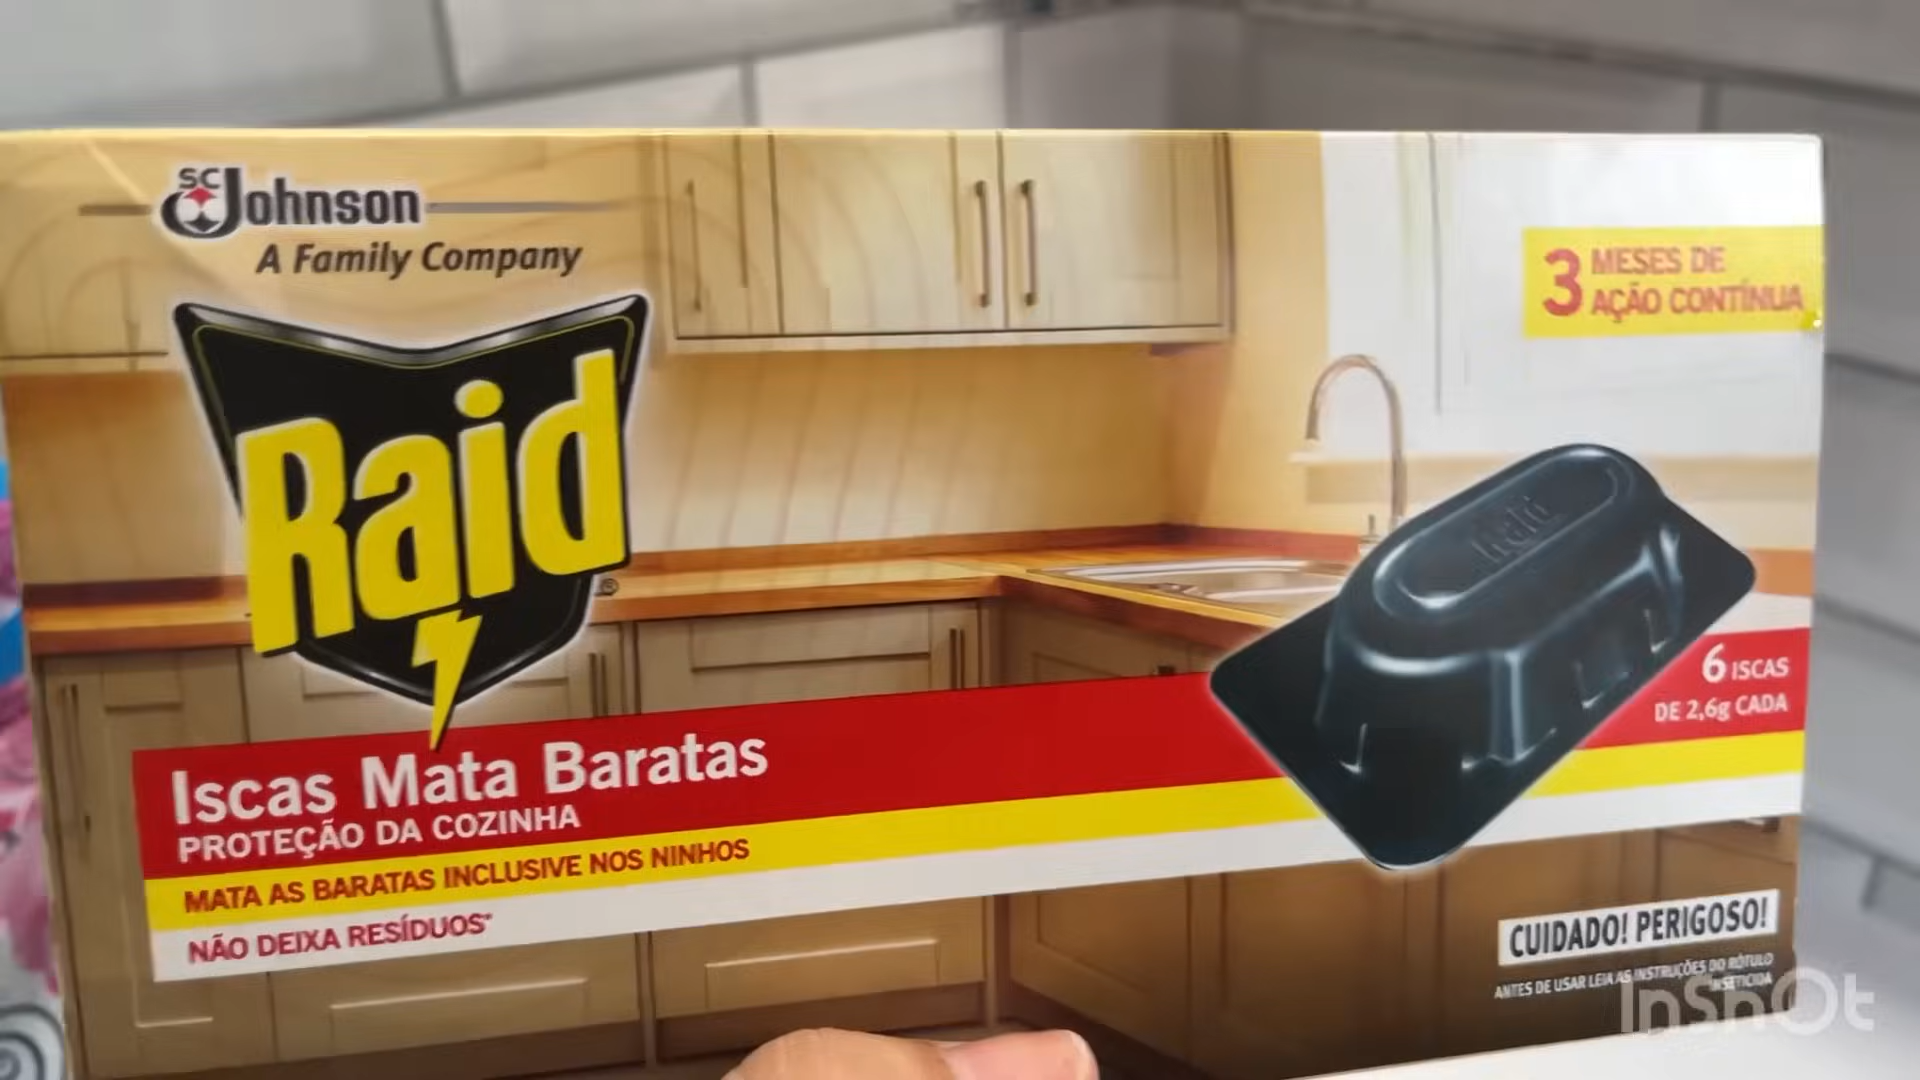 SC Johnson
A Family Company
3 MESES DE
AÇÃO CONTÍNUA
Raid
Raid
6 ISCAS
DE 2,6g CADA
Iscas Mata Baratas
PROTEÇÃO DA COZINHA
MATA AS BARATAS INCLUSIVE NOS NINHOS
NÃO DEIXA RESÍDUOS*
CUIDADO! PERIGOSO!
ANTES DE USAR LEIA AS INSTRUÇÕES DO RÓTULO
INSETICIDA
InShOt